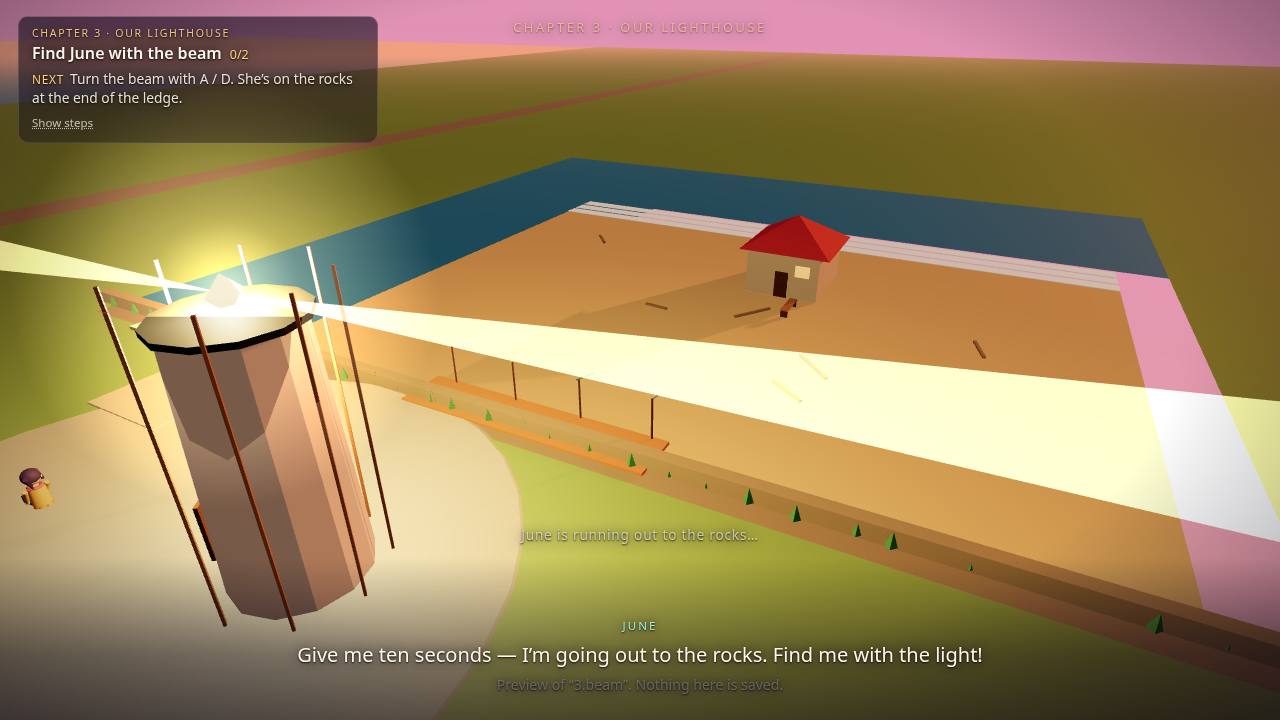 CHAPTER 3 · OUR LIGHTHOUSE
CHAPTER 3 · OUR LIGHTHOUSE
Find June with the beam 0/2
NEXT Turn the beam with A / D. She’s on the rocks
at the end of the ledge.
Show steps
June is running out to the rocks…
JUNE
Give me ten seconds — I’m going out to the rocks. Find me with the light!
Preview of “3.beam”. Nothing here is saved.